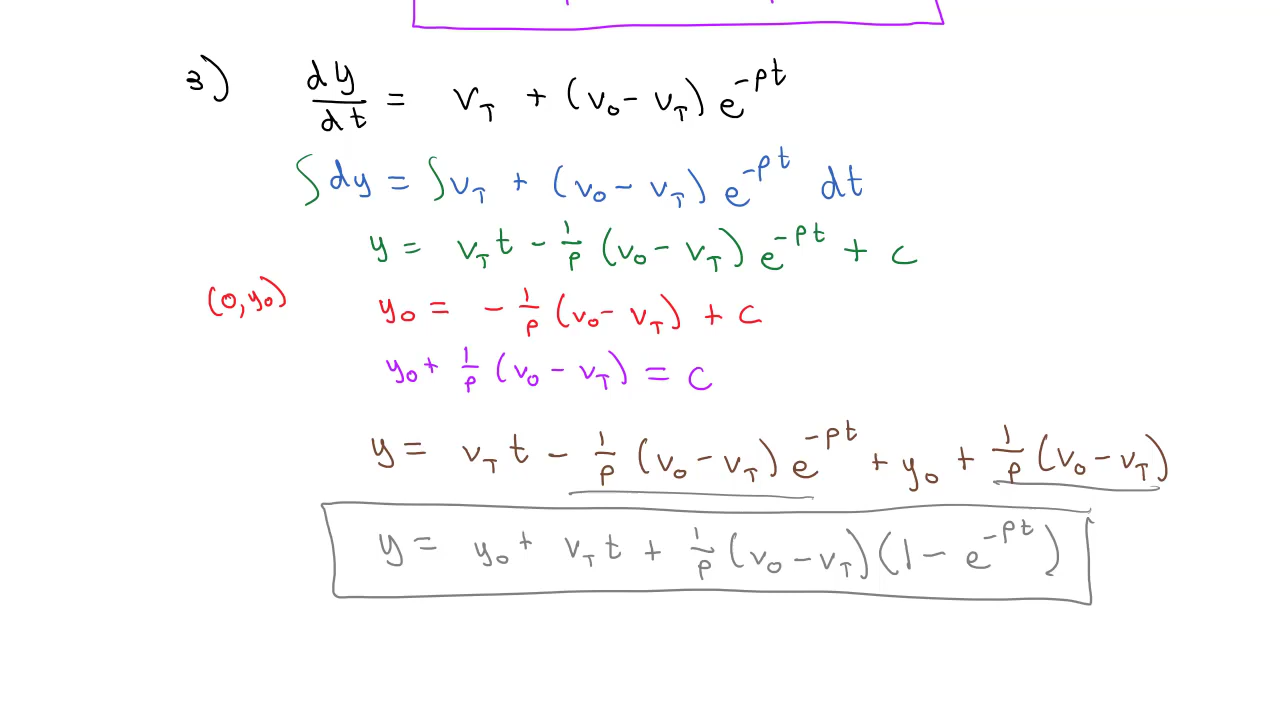 3) dy/dt = v_T + (v_0 - v_T) e^{-ρt}
∫ dy = ∫ v_T + (v_0 - v_T) e^{-ρt} dt
y = v_T t - 1/ρ (v_0 - v_T) e^{-ρt} + c
(0, y_0) y_0 = - 1/ρ (v_0 - v_T) + c
y_0 + 1/ρ (v_0 - v_T) = c
y = v_T t - 1/ρ (v_0 - v_T) e^{-ρt} + y_0 + 1/ρ (v_0 - v_T)
y = y_0 + v_T t + 1/ρ (v_0 - v_T)(1 - e^{-ρt})